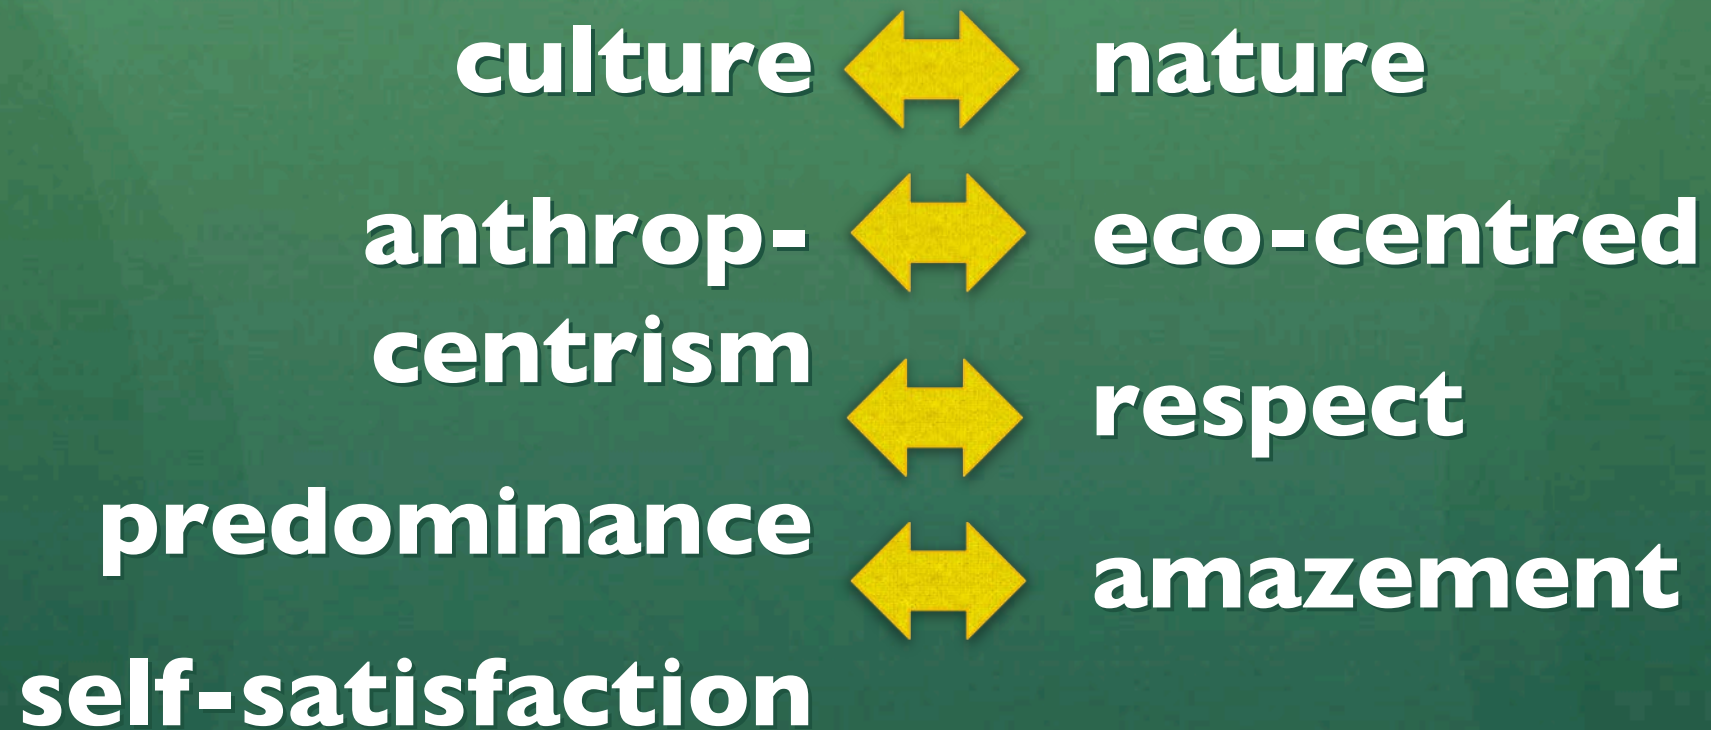 culture
anthrop-
centrism
predominance
self-satisfaction
nature
eco-centred
respect
amazement